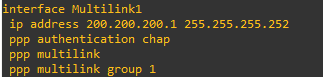 interface Multilink1
ip address 200.200.200.1 255.255.255.252
ppp authentication chap
ppp multilink
ppp multilink group 1